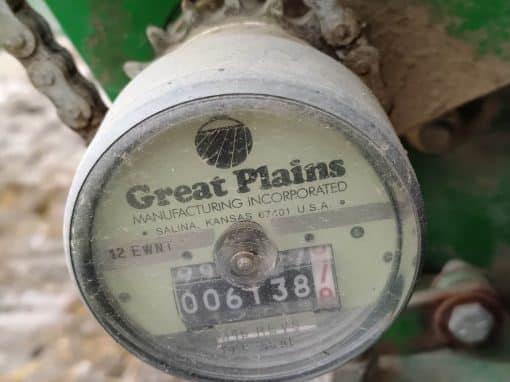 Great Plains
MANUFACTURING INCORPORATED
SALINA, KANSAS 67401 U.S.A.
12 EWNT
006138